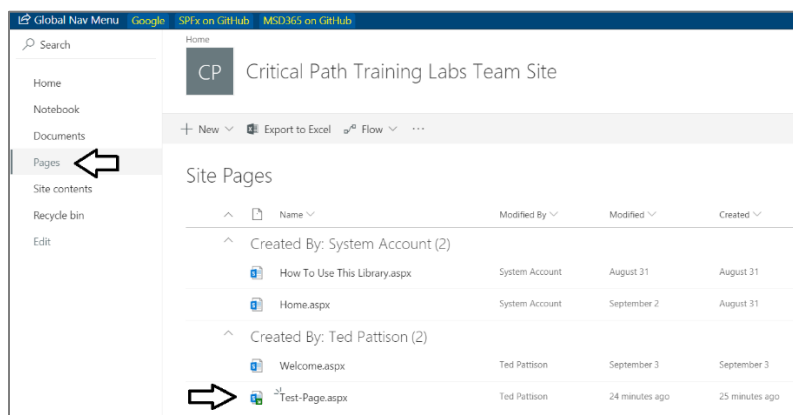 Global Nav Menu Google SPFx on GitHub MSD365 on GitHub
Search
Home
Notebook
Documents
Pages
Site contents
Recycle bin
Edit
Home
CP Critical Path Training Labs Team Site
New Export to Excel Flow ...
Site Pages
Name Modified By Modified Created
Created By: System Account (2)
How To Use This Library.aspx System Account August 31 August 31
Home.aspx System Account September 2 August 31
Created By: Ted Pattison (2)
Welcome.aspx Ted Pattison September 3 September 3
Test-Page.aspx Ted Pattison 24 minutes ago 25 minutes ago